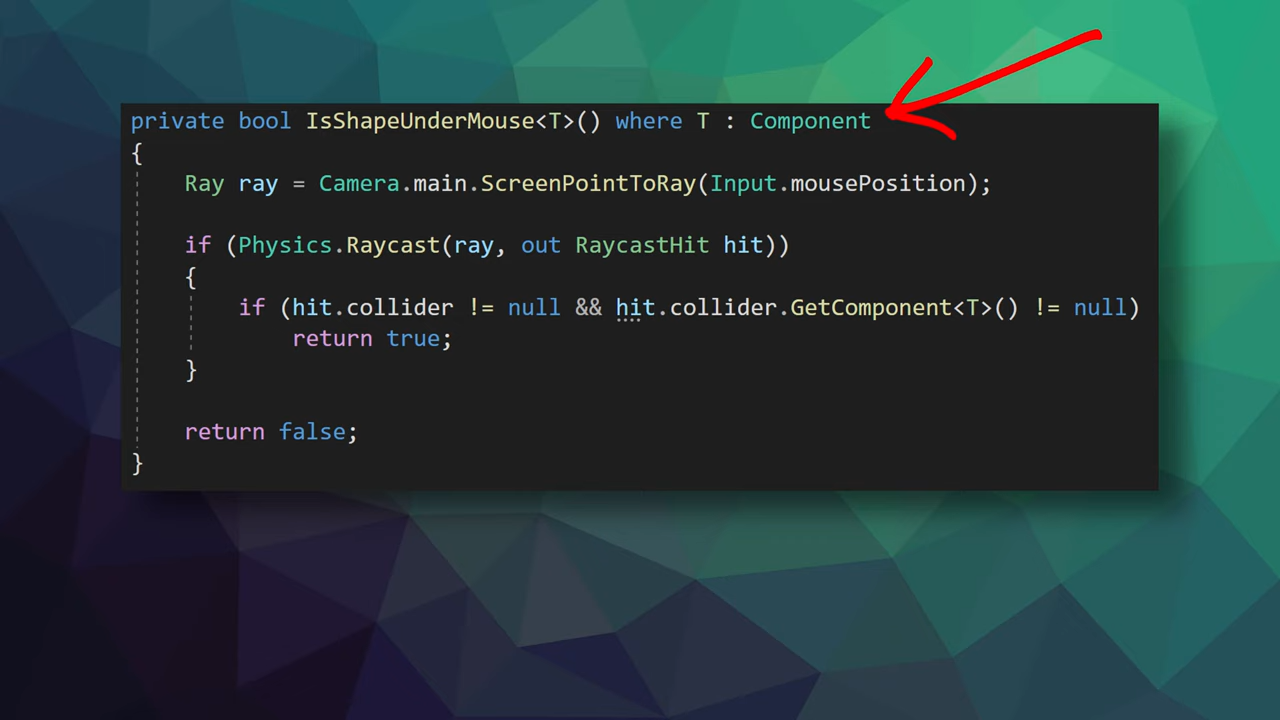 private bool IsShapeUnderMouse<T>() where T : Component
{
    Ray ray = Camera.main.ScreenPointToRay(Input.mousePosition);
    if (Physics.Raycast(ray, out RaycastHit hit))
    {
        if (hit.collider != null && hit.collider.GetComponent<T>() != null)
            return true;
    }
    return false;
}